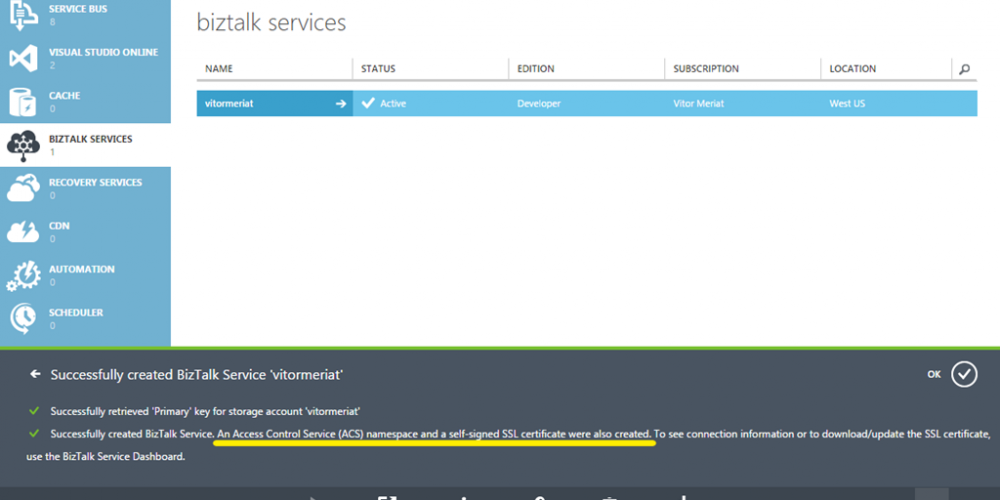 SERVICE BUS
8
VISUAL STUDIO ONLINE
2
CACHE
0
BIZTALK SERVICES
1
RECOVERY SERVICES
0
CDN
0
AUTOMATION
0
SCHEDULER
0
biztalk services
NAME STATUS EDITION SUBSCRIPTION LOCATION
vitormeriat Active Developer Vitor Meriat West US
Successfully created BizTalk Service 'vitormeriat'
OK
Successfully retrieved 'Primary' key for storage account 'vitormeriat'
Successfully created BizTalk Service. An Access Control Service (ACS) namespace and a self-signed SSL certificate were also created. To see connection information or to download/update the SSL certificate,
use the BizTalk Service Dashboard.